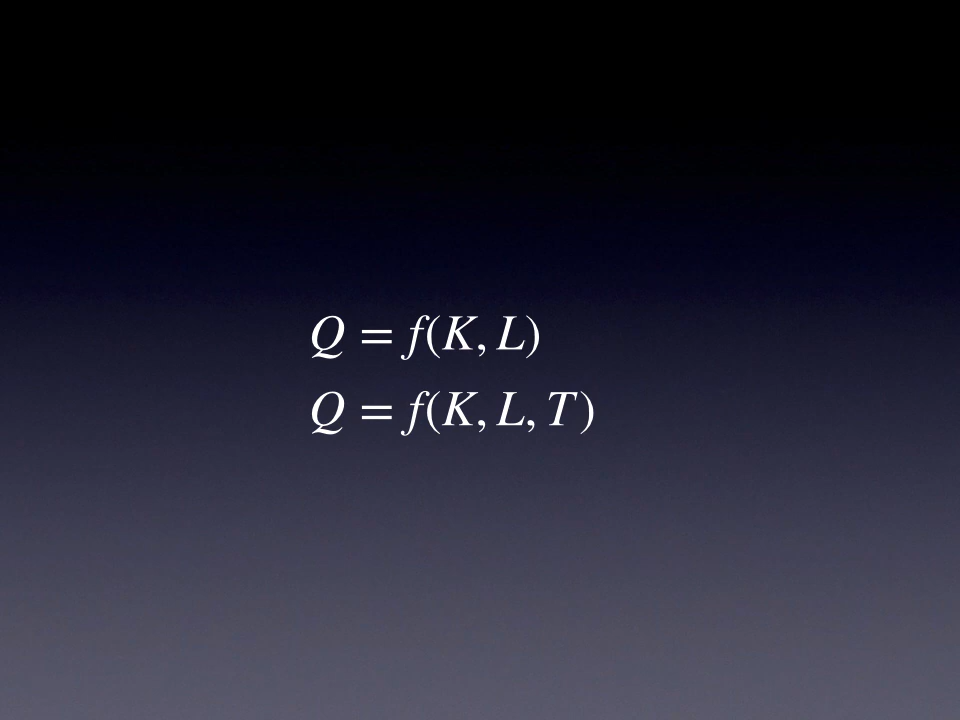 Q = f(K, L)
Q = f(K, L, T)